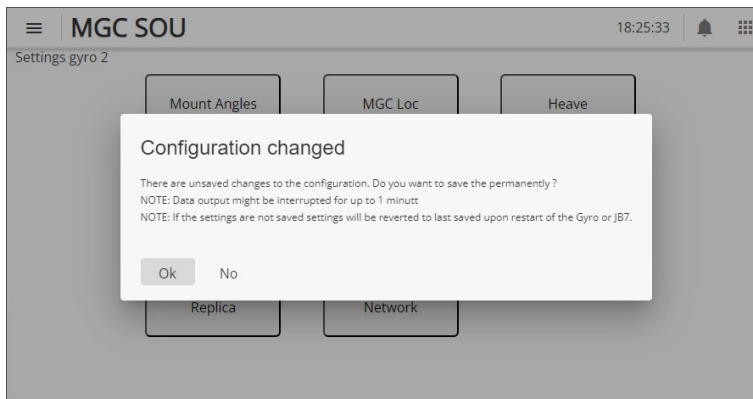 MGC SOU
18:25:33
Settings gyro 2
Mount Angles
MGC Loc
Heave
Configuration changed
There are unsaved changes to the configuration. Do you want to save the permanently ?
NOTE: Data output might be interrupted for up to 1 minutt
NOTE: If the settings are not saved settings will be reverted to last saved upon restart of the Gyro or JB7.
Ok
No
Replica
Network